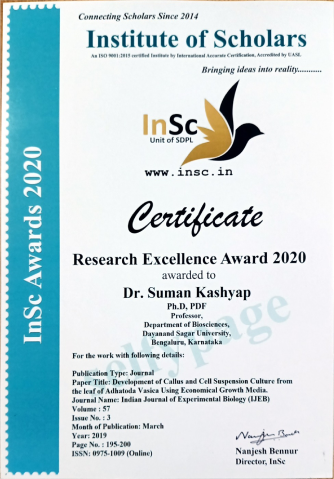 Connecting Scholars Since 2014
Institute of Scholars
An ISO 9001:2015 certified Institute by International Accurate Certification, Accredited by UASL
Bringing ideas into reality...........
InSc
Unit of SDPL
www.insc.in
Certificate
Research Excellence Award 2020
awarded to
Dr. Suman Kashyap
Ph.D, PDF
Professor,
Department of Biosciences,
Dayanand Sagar University,
Bengaluru, Karnataka
For the work with following details:
Publication Type: Journal
Paper Title: Development of Callus and Cell Suspension Culture from
the leaf of Adhatoda Vasica Using Economical Growth Media.
Journal Name: Indian Journal of Experimental Biology (IJEB)
Volume : 57
Issue No. : 3
Month of Publication: March
Year: 2019
Page No. : 195-200
ISSN: 0975-1009 (Online)
Nanjesh Bennur
Director, InSc
InSc Awards 2020